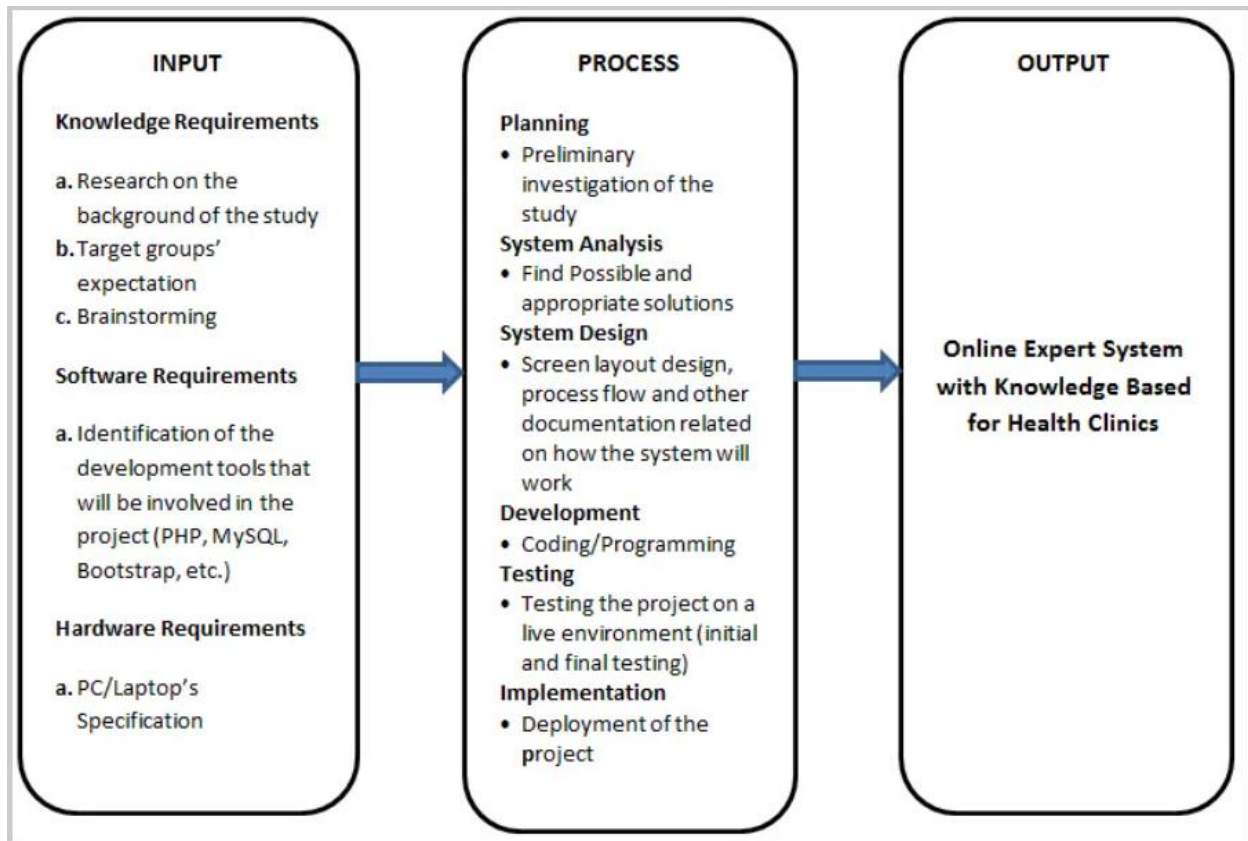 INPUT
Knowledge Requirements
a. Research on the
background of the study
b. Target groups'
expectation
c. Brainstorming
Software Requirements
a. Identification of the
development tools that
will be involved in the
project (PHP, MySQL,
Bootstrap, etc.)
Hardware Requirements
a. PC/Laptop's
Specification
PROCESS
Planning
• Preliminary
investigation of the
study
System Analysis
• Find Possible and
appropriate solutions
System Design
• Screen layout design,
process flow and other
documentation related
on how the system will
work
Development
• Coding/Programming
Testing
• Testing the project on a
live environment (initial
and final testing)
Implementation
• Deployment of the
project
OUTPUT
Online Expert System
with Knowledge Based
for Health Clinics